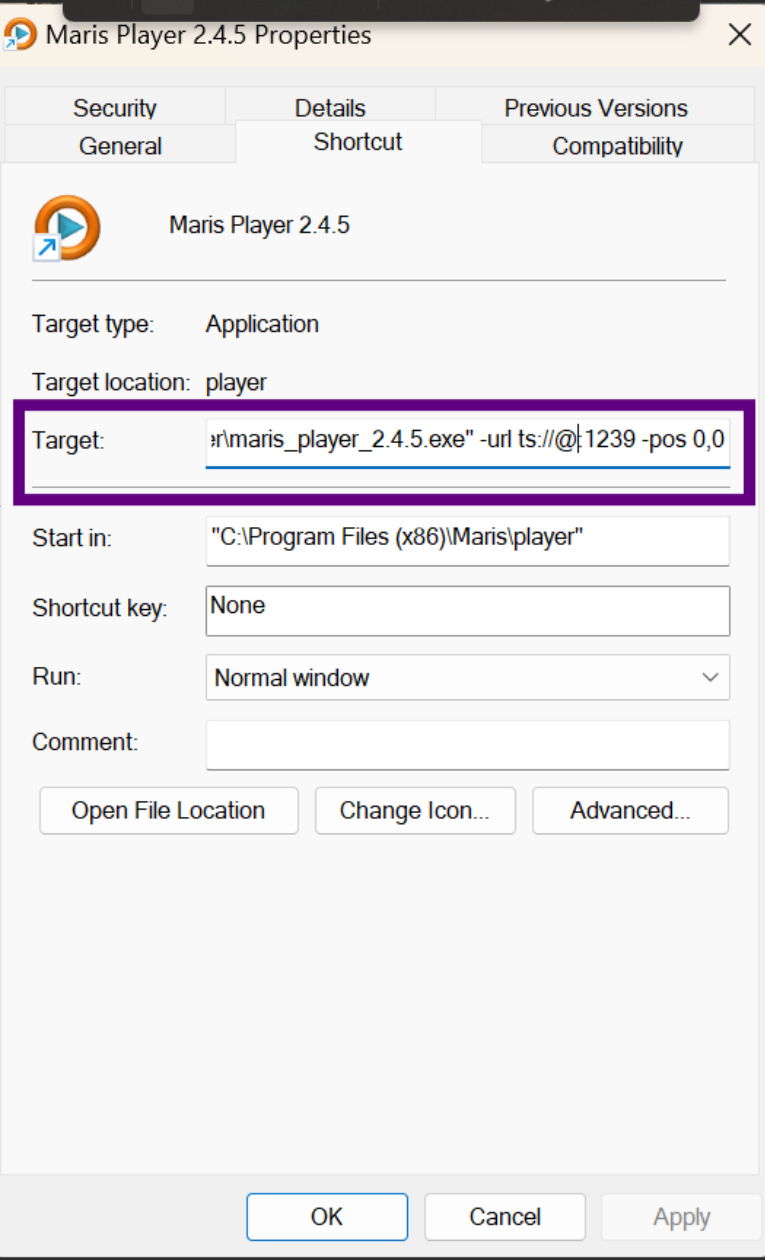 Maris Player 2.4.5 Properties
Security Details Previous Versions
General Shortcut Compatibility
Maris Player 2.4.5
Target type: Application
Target location: player
Target: er\maris_player_2.4.5.exe" -url ts://@:1239 -pos 0,0
Start in: "C:\Program Files (x86)\Maris\player"
Shortcut key: None
Run: Normal window
Comment:
Open File Location Change Icon... Advanced...
OK Cancel Apply